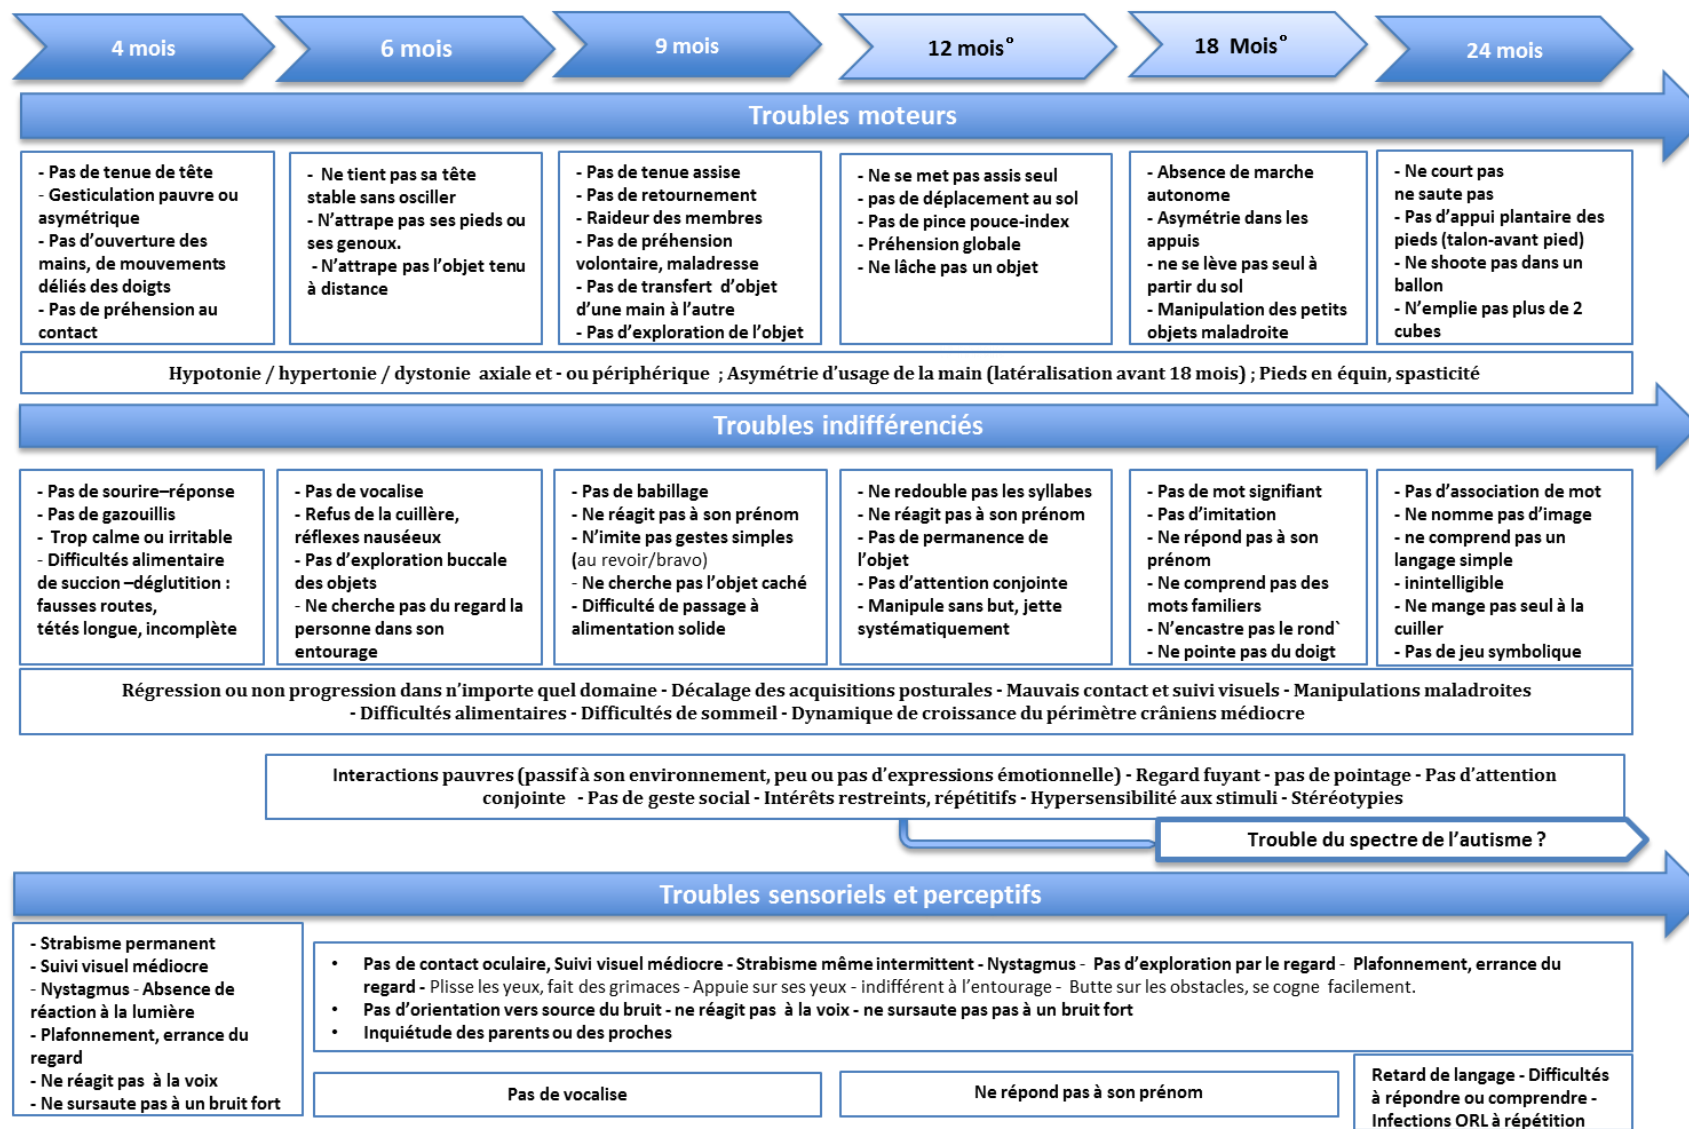 4 mois
6 mois
9 mois
12 mois°
18 Mois°
24 mois
Troubles moteurs
- Pas de tenue de tête
- Gesticulation pauvre ou
asymétrique
- Pas d'ouverture des
mains, de mouvements
déliés des doigts
- Pas de préhension au
contact
- Ne tient pas sa tête
stable sans osciller
- N'attrape pas ses pieds ou
ses genoux.
- N'attrape pas l'objet tenu
à distance
- Pas de tenue assise
- Pas de retournement
- Raideur des membres
- Pas de préhension
volontaire, maladresse
- Pas de transfert d'objet
d'une main à l'autre
- Pas d'exploration de l'objet
- Ne se met pas assis seul
- pas de déplacement au sol
- Pas de pince pouce-index
- Préhension globale
- Ne lâche pas un objet
- Absence de marche
autonome
- Asymétrie dans les
appuis
- ne se lève pas seul à
partir du sol
- Manipulation des petits
objets maladroite
- Ne court pas
ne saute pas
- Pas d'appui plantaire des
pieds (talon-avant pied)
- Ne shoote pas dans un
ballon
- N'emplie pas plus de 2
cubes
Hypotonie / hypertonie / dystonie axiale et - ou périphérique ; Asymétrie d'usage de la main (latéralisation avant 18 mois) ; Pieds en équin, spasticité
Troubles indifférenciés
- Pas de sourire–réponse
- Pas de gazouillis
- Trop calme ou irritable
- Difficultés alimentaire
de succion –déglutition :
fausses routes,
tétés longue, incomplète
- Pas de vocalise
- Refus de la cuillère,
réflexes nauséeux
- Pas d'exploration buccale
des objets
- Ne cherche pas du regard la
personne dans son
entourage
- Pas de babillage
- Ne réagit pas à son prénom
- N'imite pas gestes simples
(au revoir/bravo)
- Ne cherche pas l'objet caché
- Difficulté de passage à
alimentation solide
- Ne redouble pas les syllabes
- Ne réagit pas à son prénom
- Pas de permanence de
l'objet
- Pas d'attention conjointe
- Manipule sans but, jette
systématiquement
- Pas de mot signifiant
- Pas d'imitation
- Ne répond pas à son
prénom
- Ne comprend pas des
mots familiers
- N'encastre pas le rond`
- Ne pointe pas du doigt
- Pas d'association de mot
- Ne nomme pas d'image
- ne comprend pas un
langage simple
- inintelligible
- Ne mange pas seul à la
cuiller
- Pas de jeu symbolique
Régression ou non progression dans n'importe quel domaine - Décalage des acquisitions posturales - Mauvais contact et suivi visuels - Manipulations maladroites
- Difficultés alimentaires - Difficultés de sommeil - Dynamique de croissance du périmètre crâniens médiocre
Interactions pauvres (passif à son environnement, peu ou pas d'expressions émotionnelle) - Regard fuyant - pas de pointage - Pas d'attention
conjointe - Pas de geste social - Intérêts restreints, répétitifs - Hypersensibilité aux stimuli - Stéréotypies
Trouble du spectre de l'autisme ?
Troubles sensoriels et perceptifs
- Strabisme permanent
- Suivi visuel médiocre
- Nystagmus - Absence de
réaction à la lumière
- Plafonnement, errance du
regard
- Ne réagit pas à la voix
- Ne sursaute pas à un bruit fort
• Pas de contact oculaire, Suivi visuel médiocre - Strabisme même intermittent - Nystagmus - Pas d'exploration par le regard - Plafonnement, errance du
regard - Plisse les yeux, fait des grimaces - Appuie sur ses yeux - indifférent à l'entourage - Butte sur les obstacles, se cogne facilement.
• Pas d'orientation vers source du bruit - ne réagit pas à la voix - ne sursaute pas pas à un bruit fort
• Inquiétude des parents ou des proches
Pas de vocalise
Ne répond pas à son prénom
Retard de langage - Difficultés
à répondre ou comprendre -
Infections ORL à répétition